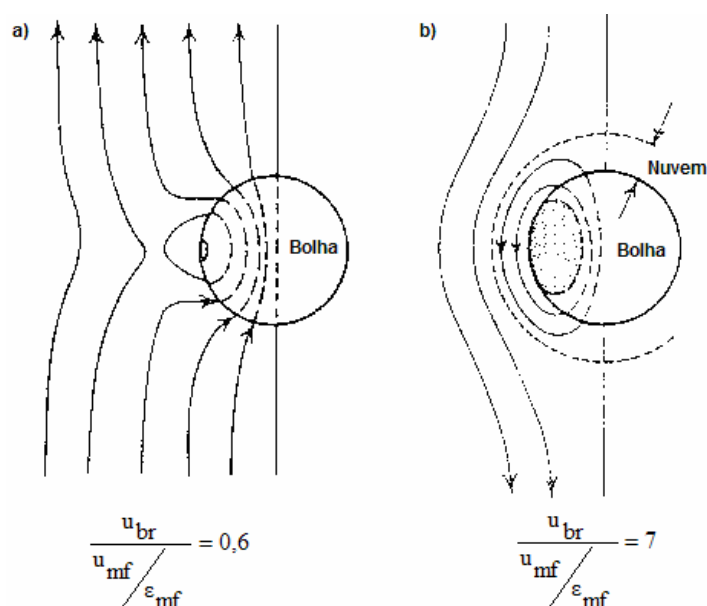 a)
Bolha
u_br / (u_mf / ε_mf) = 0,6
b)
Nuvem
Bolha
u_br / (u_mf / ε_mf) = 7